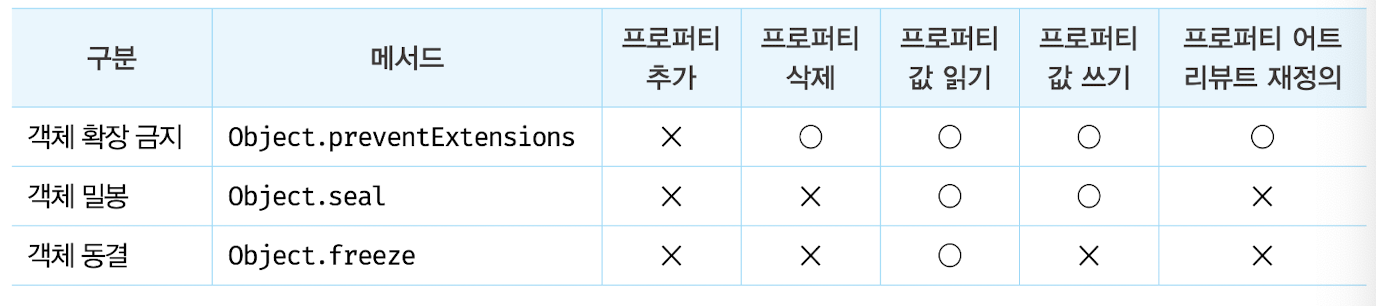 구분 메서드 프로퍼티 추가 프로퍼티 삭제 프로퍼티 값 읽기 프로퍼티 값 쓰기 프로퍼티 어트리뷰트 재정의
객체 확장 금지 Object.preventExtensions × ○ ○ ○ ○
객체 밀봉 Object.seal × × ○ ○ ×
객체 동결 Object.freeze × × ○ × ×